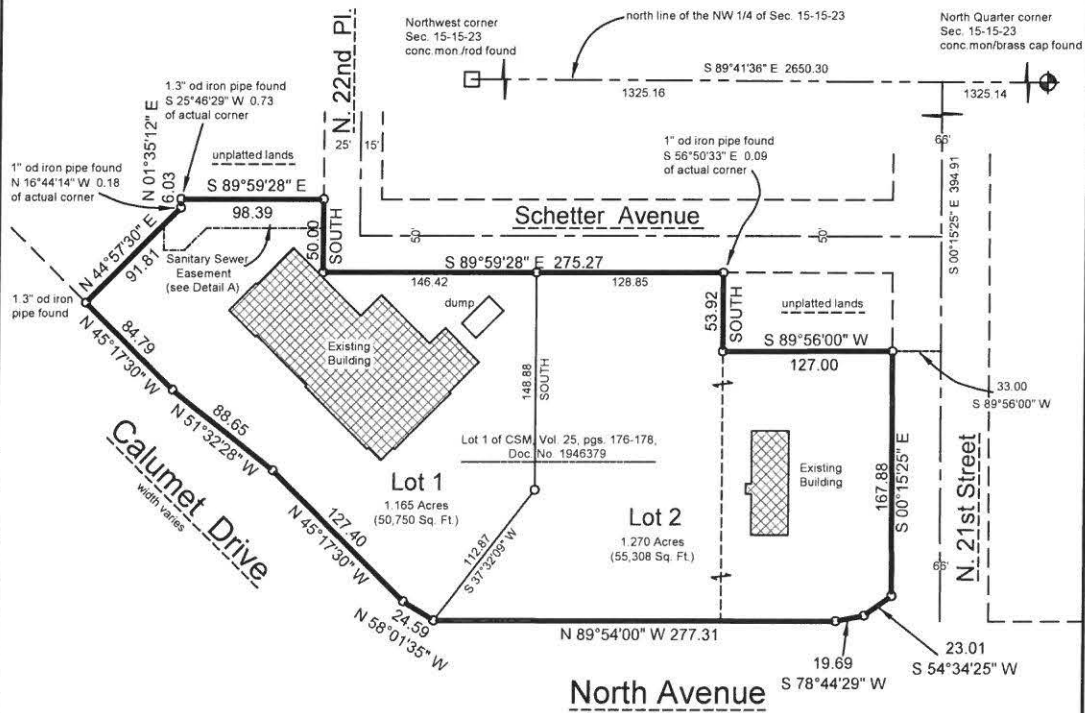 Northwest corner
Sec. 15-15-23
conc.mon./rod found
north line of the NW 1/4 of Sec. 15-15-23
North Quarter corner
Sec. 15-15-23
conc.mon/brass cap found
S 89°41'36" E 2650.30
1325.16
1325.14
N. 22nd Pl.
25'
15'
66'
1.3" od iron pipe found
S 25°46'29" W 0.73
of actual corner
1" od iron pipe found
N 16°44'14" W 0.18
of actual corner
N 01°35'12" E
6.03
unplatted lands
S 89°59'28" E
98.39
1" od iron pipe found
S 56°50'33" E 0.09
of actual corner
S 00°15'25" E 394.91
Schetter Avenue
50'
50'
N 44°57'30" E
91.81
Sanitary Sewer
Easement
(see Detail A)
50.00
SOUTH
S 89°59'28" E 275.27
146.42
128.85
1.3" od iron
pipe found
dump
53.92
SOUTH
unplatted lands
S 89°56'00" W
127.00
33.00
S 89°56'00" W
84.79
N 45°17'30" W
Existing
Building
148.88
SOUTH
88.65
N 51°32'28" W
Calumet Drive
width varies
Lot 1 of CSM, Vol. 25, pgs. 176-178,
Doc. No. 1946379
Lot 1
1.165 Acres
(50,750 Sq. Ft.)
Lot 2
1.270 Acres
(55,308 Sq. Ft.)
Existing
Building
167.88
S 00°15'25" E
N. 21st Street
127.40
N 45°17'30" W
112.87
S 37°32'09" W
66'
24.59
N 58°01'35" W
N 89°54'00" W 277.31
23.01
S 54°34'25" W
19.69
S 78°44'29" W
North Avenue